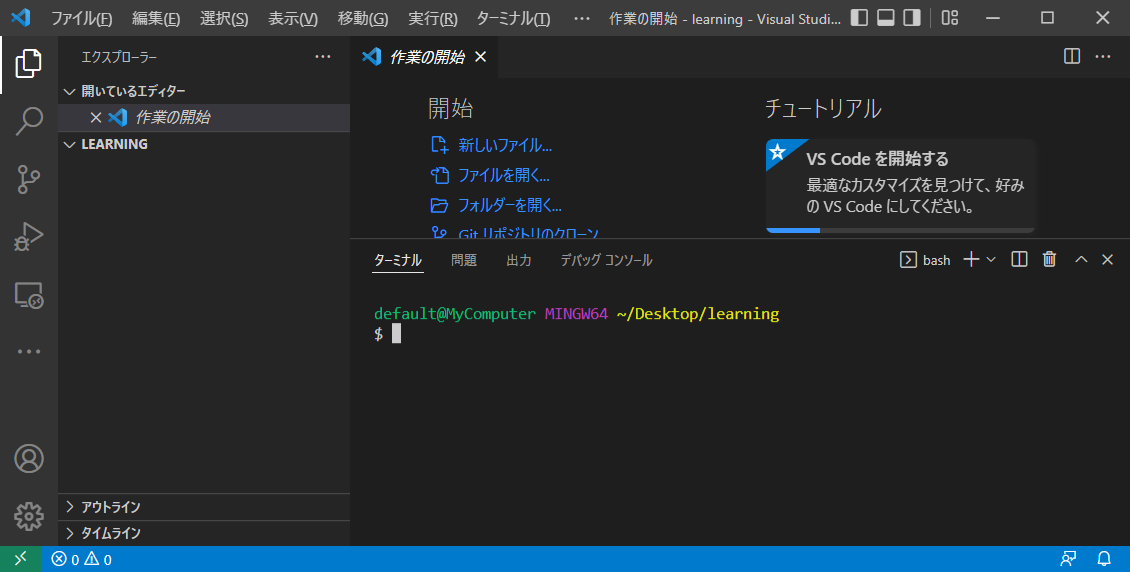 ファイル(F) 編集(E) 選択(S) 表示(V) 移動(G) 実行(R) ターミナル(T) ··· 作業の開始 - learning - Visual Studi...
エクスプローラー ···
開いているエディター
作業の開始
LEARNING
アウトライン
タイムライン
作業の開始
開始
新しいファイル...
ファイルを開く...
フォルダーを開く...
Git リポジトリのクローン
チュートリアル
VS Code を開始する
最適なカスタマイズを見つけて、好み
の VS Code にしてください。
ターミナル 問題 出力 デバッグ コンソール bash
default@MyComputer MINGW64 ~/Desktop/learning
$
0 0